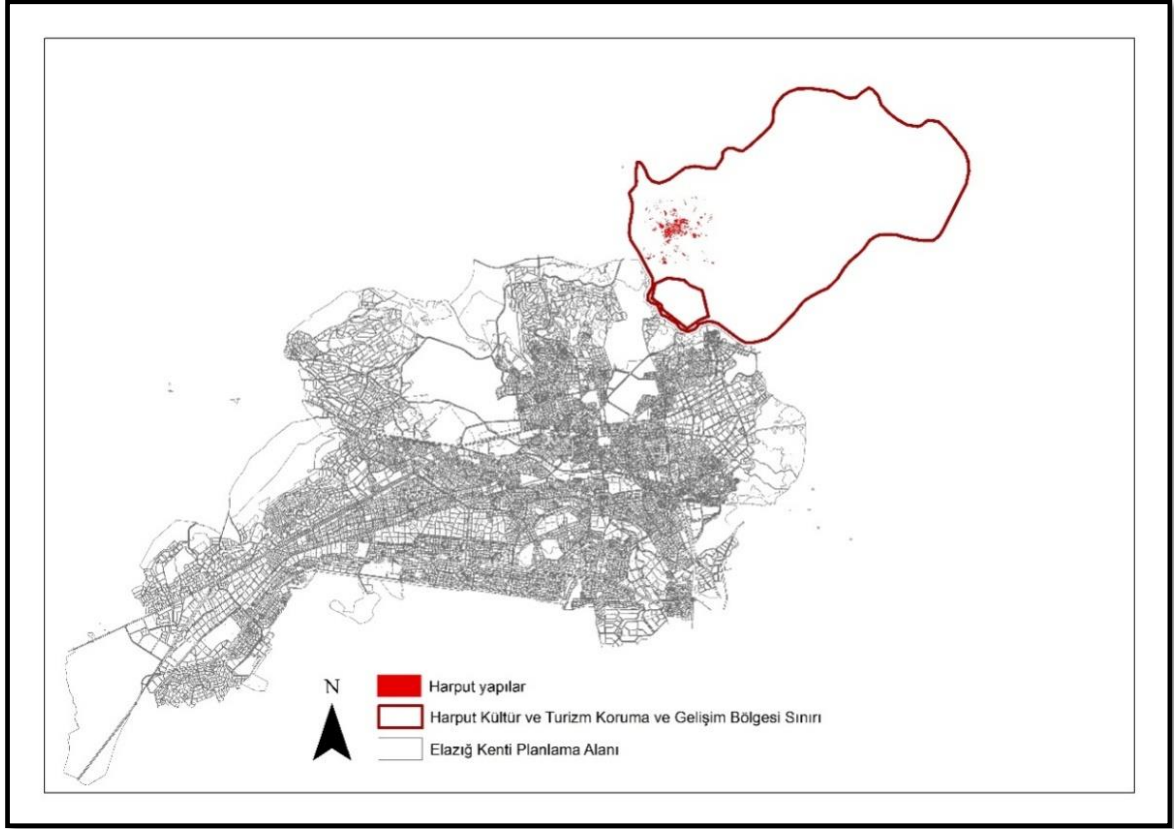 N
Harput yapılar
Harput Kültür ve Turizm Koruma ve Gelişim Bölgesi Sınırı
Elazığ Kenti Planlama Alanı